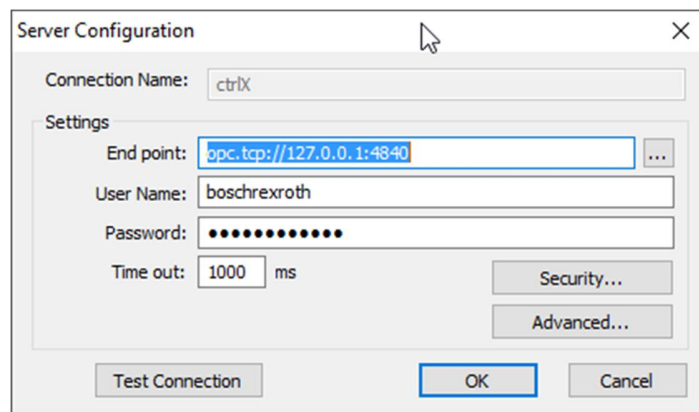 Server Configuration
Connection Name: ctrlX
Settings
End point: opc.tcp://127.0.0.1:4840 ...
User Name: boschrexroth
Password: ●●●●●●●●●●●●
Time out: 1000 ms
Security...
Advanced...
Test Connection OK Cancel